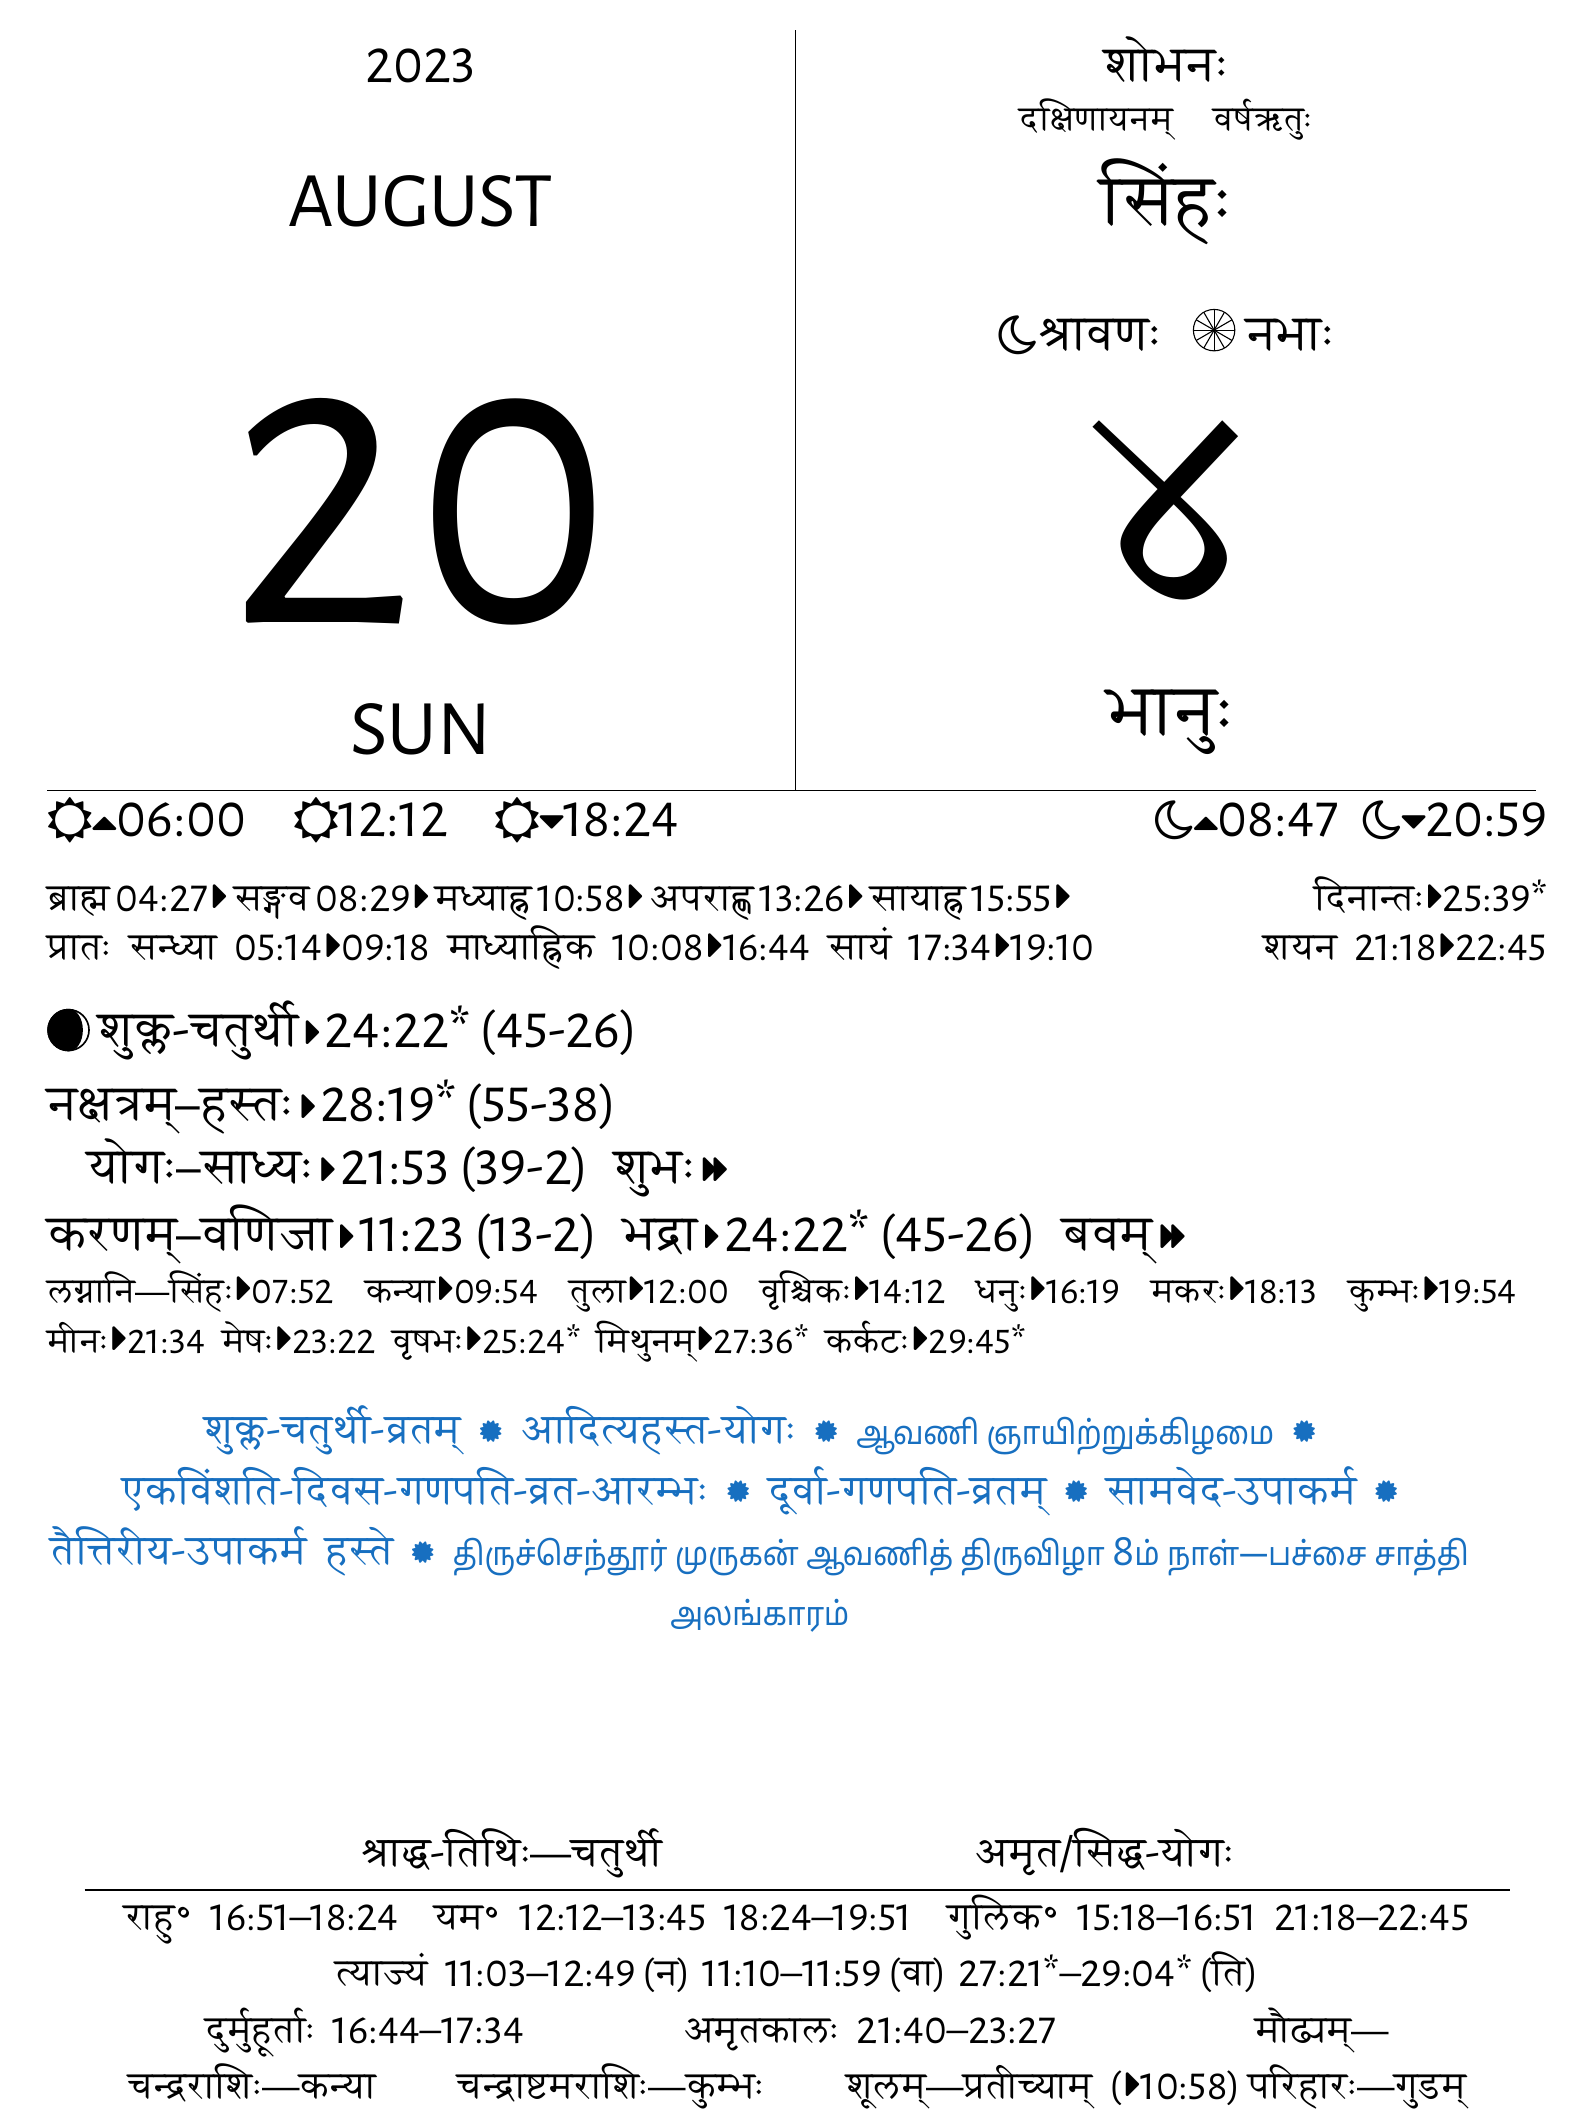 2023
AUGUST
20
SUN
शोभनः
दक्षिणायनम् वर्षऋतुः
सिंहः
श्रावणः नभाः
४
भानुः
06:00 12:12 18:24 08:47 20:59
ब्राह्म 04:27 सङ्गव 08:29 मध्याह्न 10:58 अपराह्ण 13:26 सायाह्न 15:55 दिनान्तः 25:39*
प्रातः सन्ध्या 05:14 09:18 माध्याह्निक 10:08 16:44 सायं 17:34 19:10 शयन 21:18 22:45
शुक्ल-चतुर्थी 24:22* (45-26)
नक्षत्रम्–हस्तः 28:19* (55-38)
योगः–साध्यः 21:53 (39-2) शुभः
करणम्–वणिजा 11:23 (13-2) भद्रा 24:22* (45-26) बवम्
लग्नानि—सिंहः 07:52 कन्या 09:54 तुला 12:00 वृश्चिकः 14:12 धनुः 16:19 मकरः 18:13 कुम्भः 19:54
मीनः 21:34 मेषः 23:22 वृषभः 25:24* मिथुनम् 27:36* कर्कटः 29:45*
शुक्ल-चतुर्थी-व्रतम् ✹ आदित्यहस्त-योगः ✹ ஆவணி ஞாயிற்றுக்கிழமை ✹
एकविंशति-दिवस-गणपति-व्रत-आरम्भः ✹ दूर्वा-गणपति-व्रतम् ✹ सामवेद-उपाकर्म ✹
तैत्तिरीय-उपाकर्म हस्ते ✹ திருச்செந்தூர் முருகன் ஆவணித் திருவிழா 8ம் நாள்—பச்சை சாத்தி
அலங்காரம்
श्राद्ध-तिथिः—चतुर्थी अमृत/सिद्ध-योगः
राहु॰ 16:51–18:24 यम॰ 12:12–13:45 18:24–19:51 गुलिक॰ 15:18–16:51 21:18–22:45
त्याज्यं 11:03–12:49 (न) 11:10–11:59 (वा) 27:21*–29:04* (ति)
दुर्मुहूर्ताः 16:44–17:34 अमृतकालः 21:40–23:27 मौढ्यम्—
चन्द्रराशिः—कन्या चन्द्राष्टमराशिः—कुम्भः शूलम्—प्रतीच्याम् (10:58) परिहारः—गुडम्